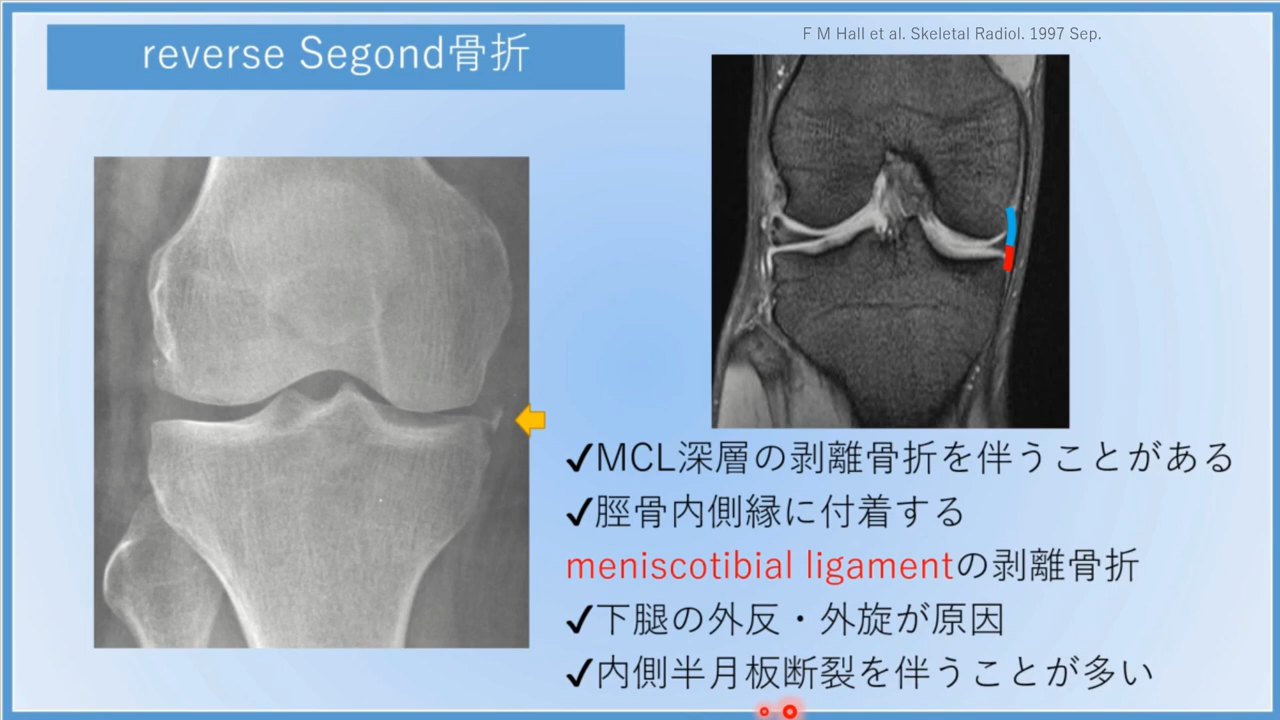 reverse Segond骨折
F M Hall et al. Skeletal Radiol. 1997 Sep.
✓MCL深層の剥離骨折を伴うことがある
✓脛骨内側縁に付着する
meniscotibial ligamentの剥離骨折
✓下腿の外反・外旋が原因
✓内側半月板断裂を伴うことが多い